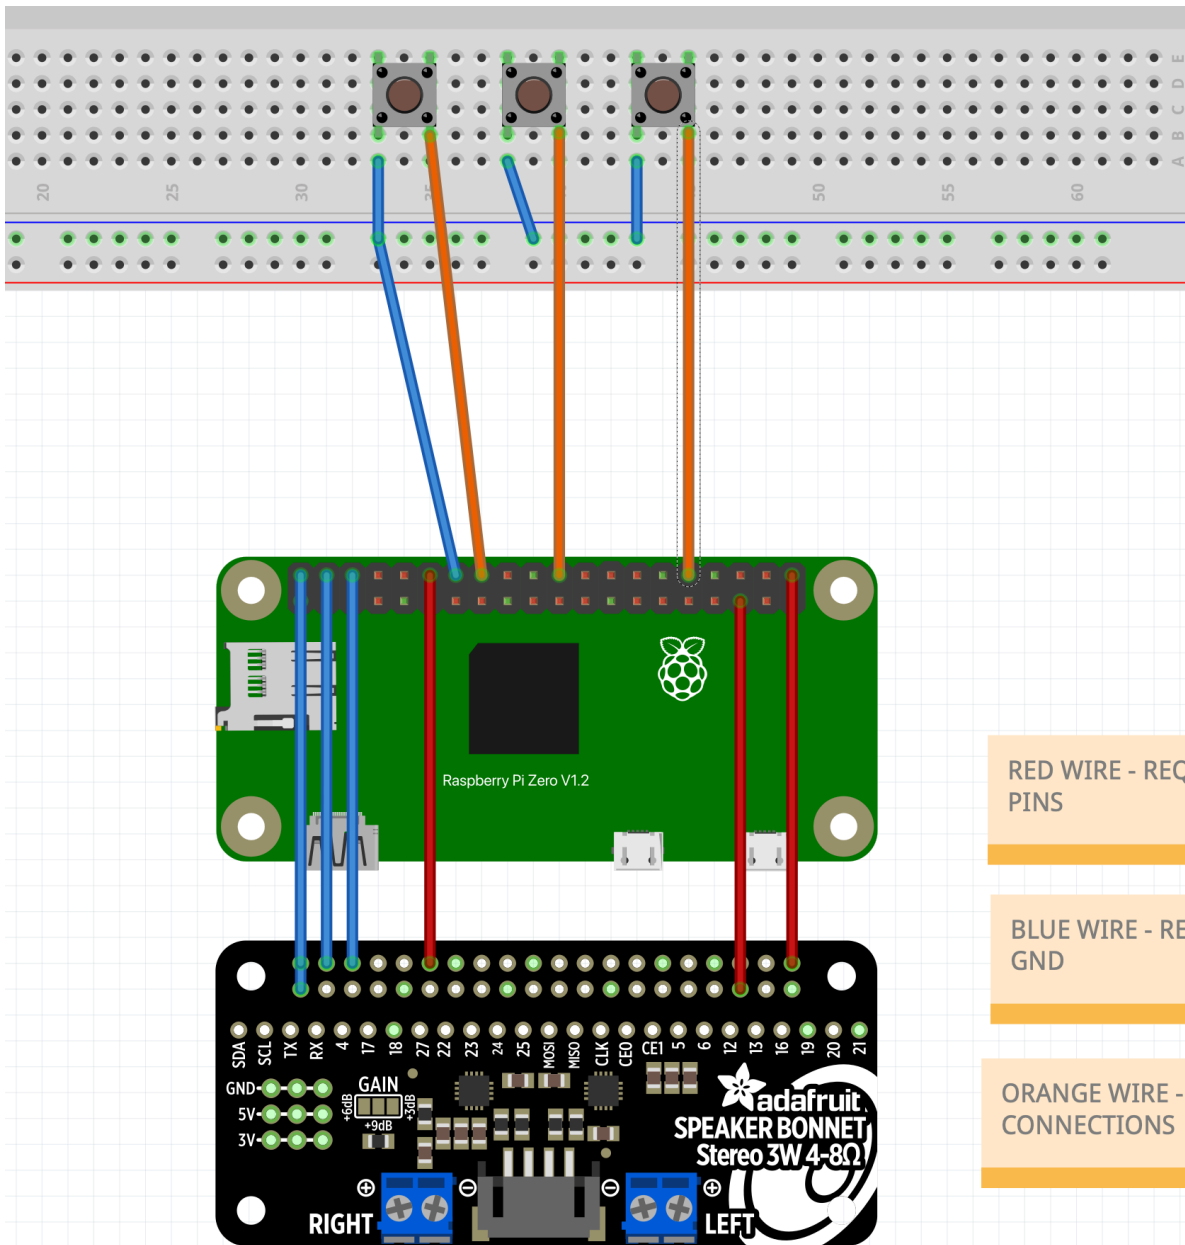 E
D
C
B
A
20
25
30
35
50
55
60
Raspberry Pi Zero V1.2
RED WIRE - REQ
PINS
BLUE WIRE - RE
GND
ORANGE WIRE -
CONNECTIONS
SDA SCL TX RX 4 17 18 27 22 23 24 25 MOSI MISO CLK CE0 CE1 5 6 12 13 16 19 20 21
GND
5V
3V
GAIN
+6dB
+3dB
+9dB
adafruit
SPEAKER BONNET
Stereo 3W 4-8Ω
RIGHT
LEFT